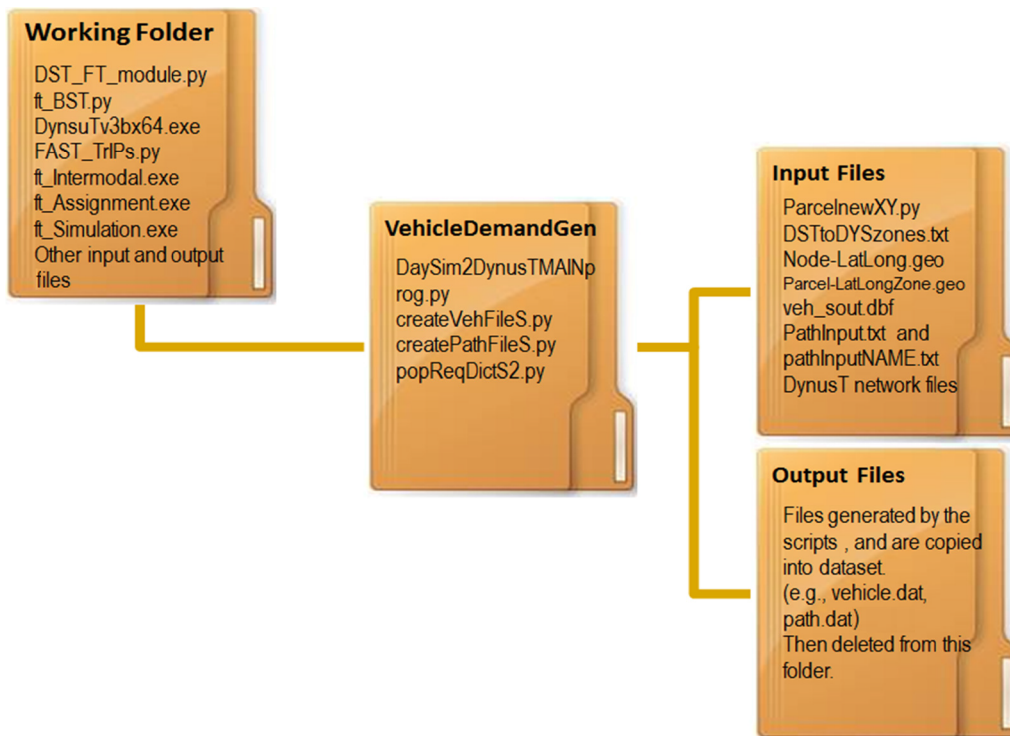 Working Folder
DST_FT_module.py
ft_BST.py
DynsuTv3bx64.exe
FAST_TrIPs.py
ft_Intermodal.exe
ft_Assignment.exe
ft_Simulation.exe
Other input and output
files
VehicleDemandGen
DaySim2DynusTMAINp
rog.py
createVehFileS.py
createPathFileS.py
popReqDictS2.py
Input Files
ParcelnewXY.py
DSTtoDYSzones.txt
Node-LatLong.geo
Parcel-LatLongZone.geo
veh_sout.dbf
PathInput.txt and
pathInputNAME.txt
DynusT network files
Output Files
Files generated by the
scripts , and are copied
into dataset.
(e.g., vehicle.dat,
path.dat)
Then deleted from this
folder.